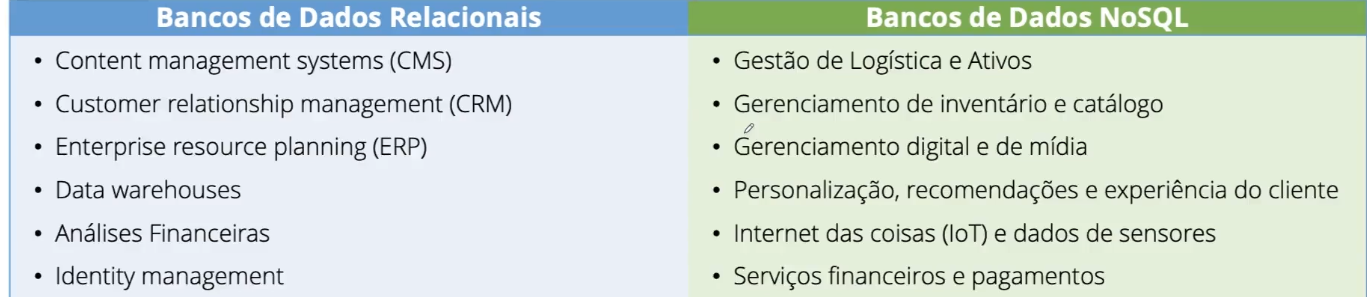 Bancos de Dados Relacionais
• Content management systems (CMS)
• Customer relationship management (CRM)
• Enterprise resource planning (ERP)
• Data warehouses
• Análises Financeiras
• Identity management
Bancos de Dados NoSQL
• Gestão de Logística e Ativos
• Gerenciamento de inventário e catálogo
• Gerenciamento digital e de mídia
• Personalização, recomendações e experiência do cliente
• Internet das coisas (IoT) e dados de sensores
• Serviços financeiros e pagamentos